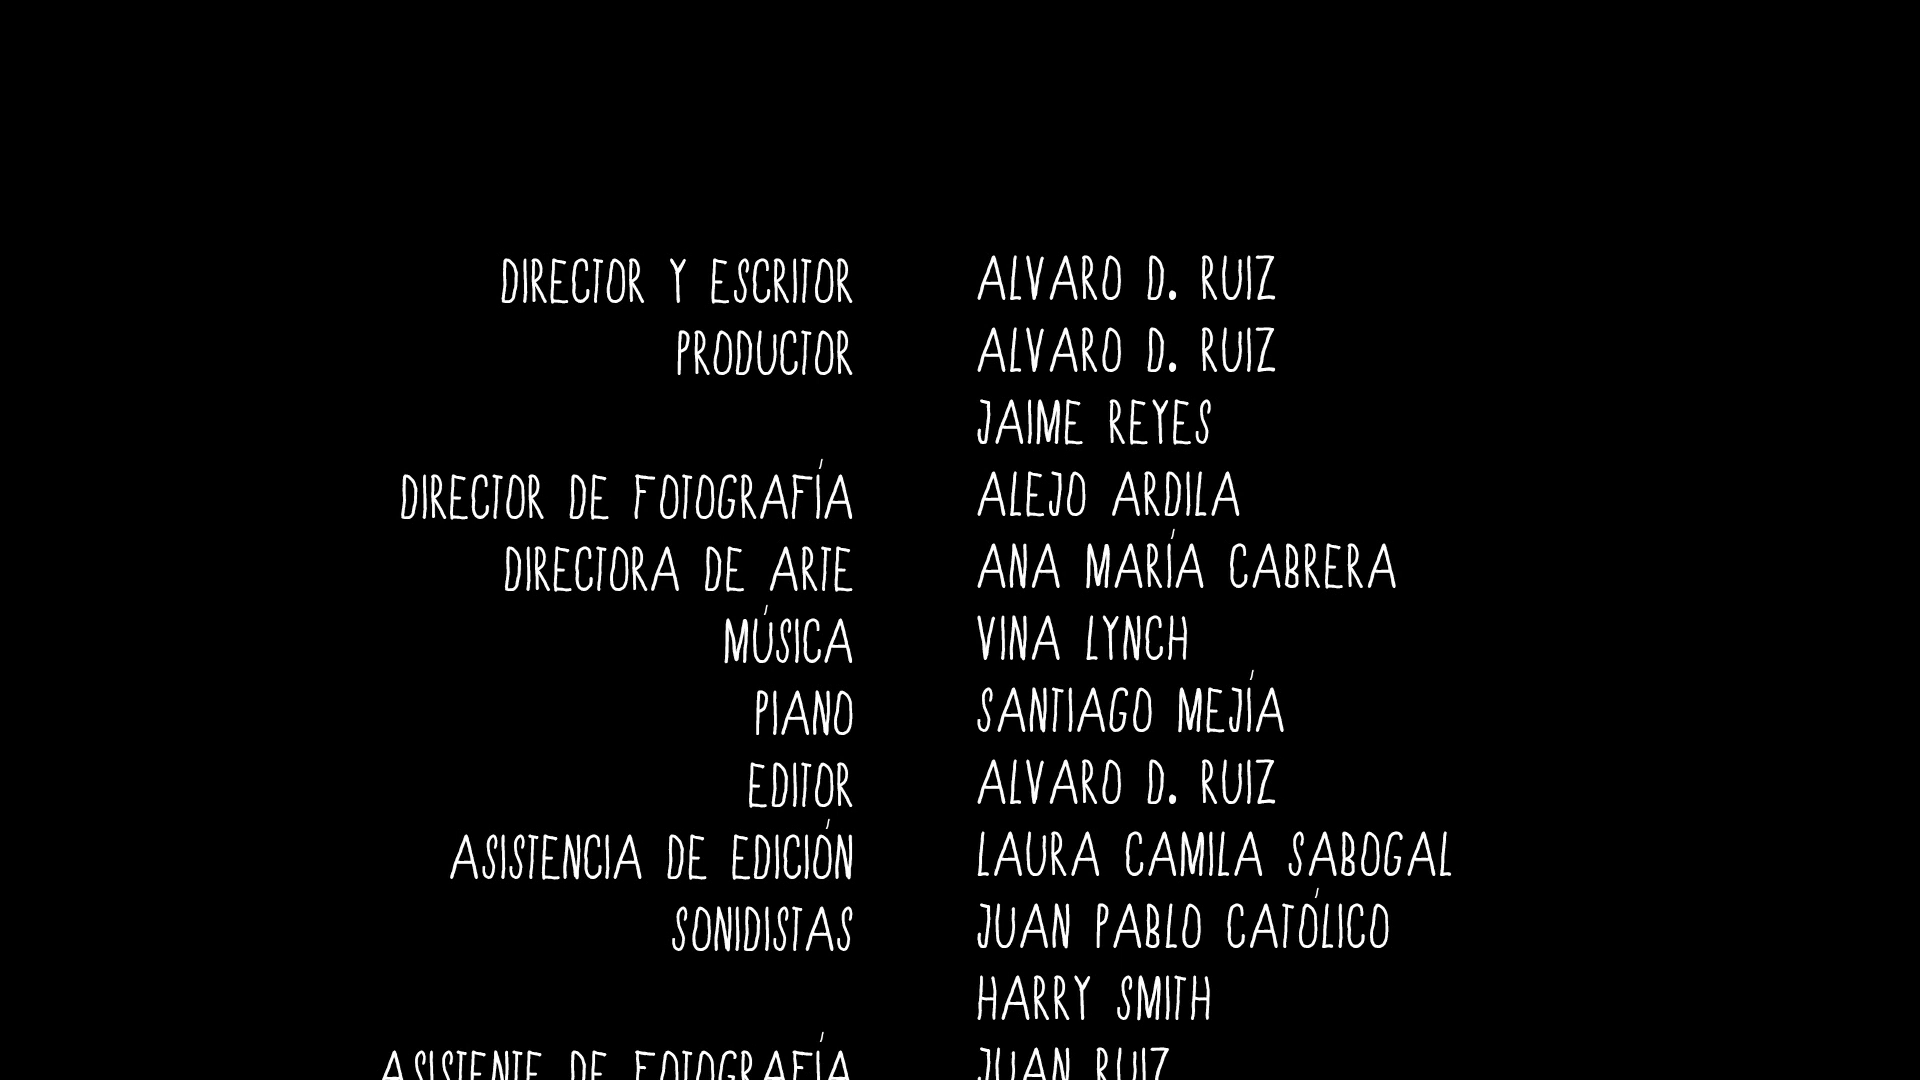 DIRECTOR Y ESCRITOR ALVARO D. RUIZ
PRODUCTOR ALVARO D. RUIZ
JAIME REYES
DIRECTOR DE FOTOGRAFÍA ALEJO ARDILA
DIRECTORA DE ARTE ANA MARÍA CABRERA
MÚSICA VINA LYNCH
PIANO SANTIAGO MEJÍA
EDITOR ALVARO D. RUIZ
ASISTENCIA DE EDICIÓN LAURA CAMILA SABOGAL
SONIDISTAS JUAN PABLO CATÓLICO
HARRY SMITH
ASISTENTE DE FOTOGRAFÍA JUAN RUIZ